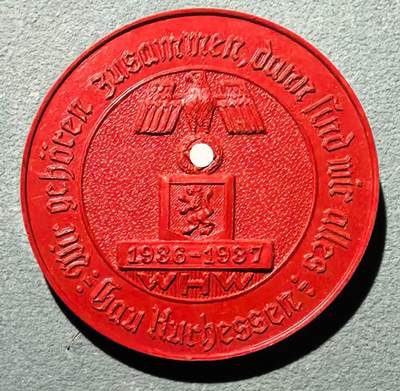 Wir gehören zusammen, dann sind wir alles
1936-1937
WHW
Gau Kurhessen